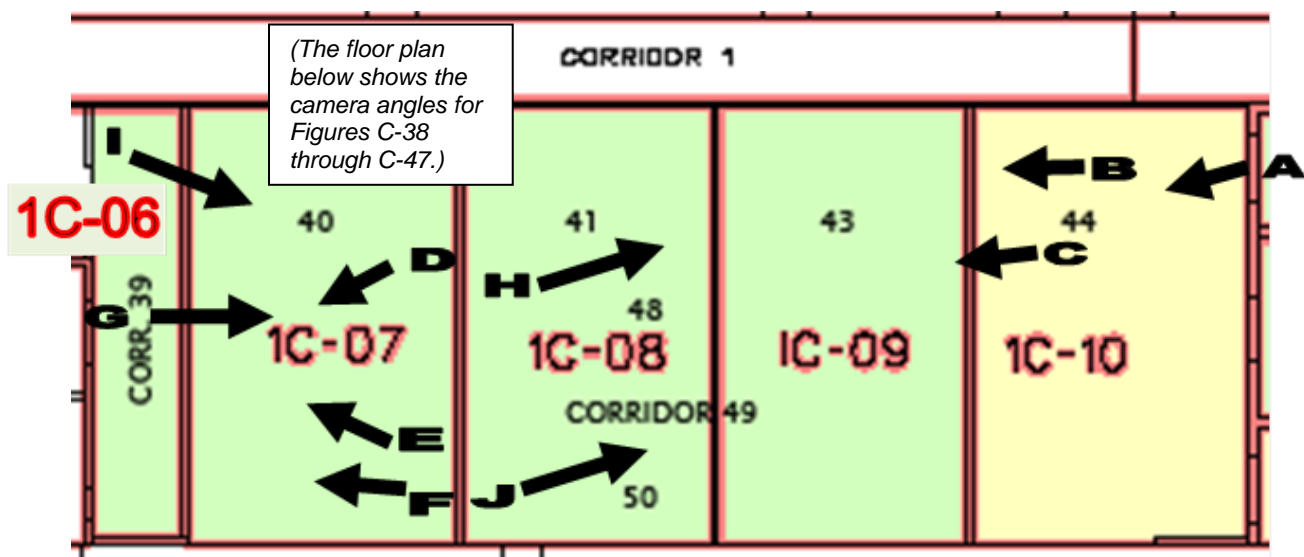 (The floor plan
below shows the
camera angles for
Figures C-38
through C-47.)
CORRIDOR 1
I
B
A
1C-06
40
41
43
44
D
H
C
G
CORR. 39
48
1C-07
1C-08
IC-09
1C-10
CORRIDOR 49
E
F
J
50